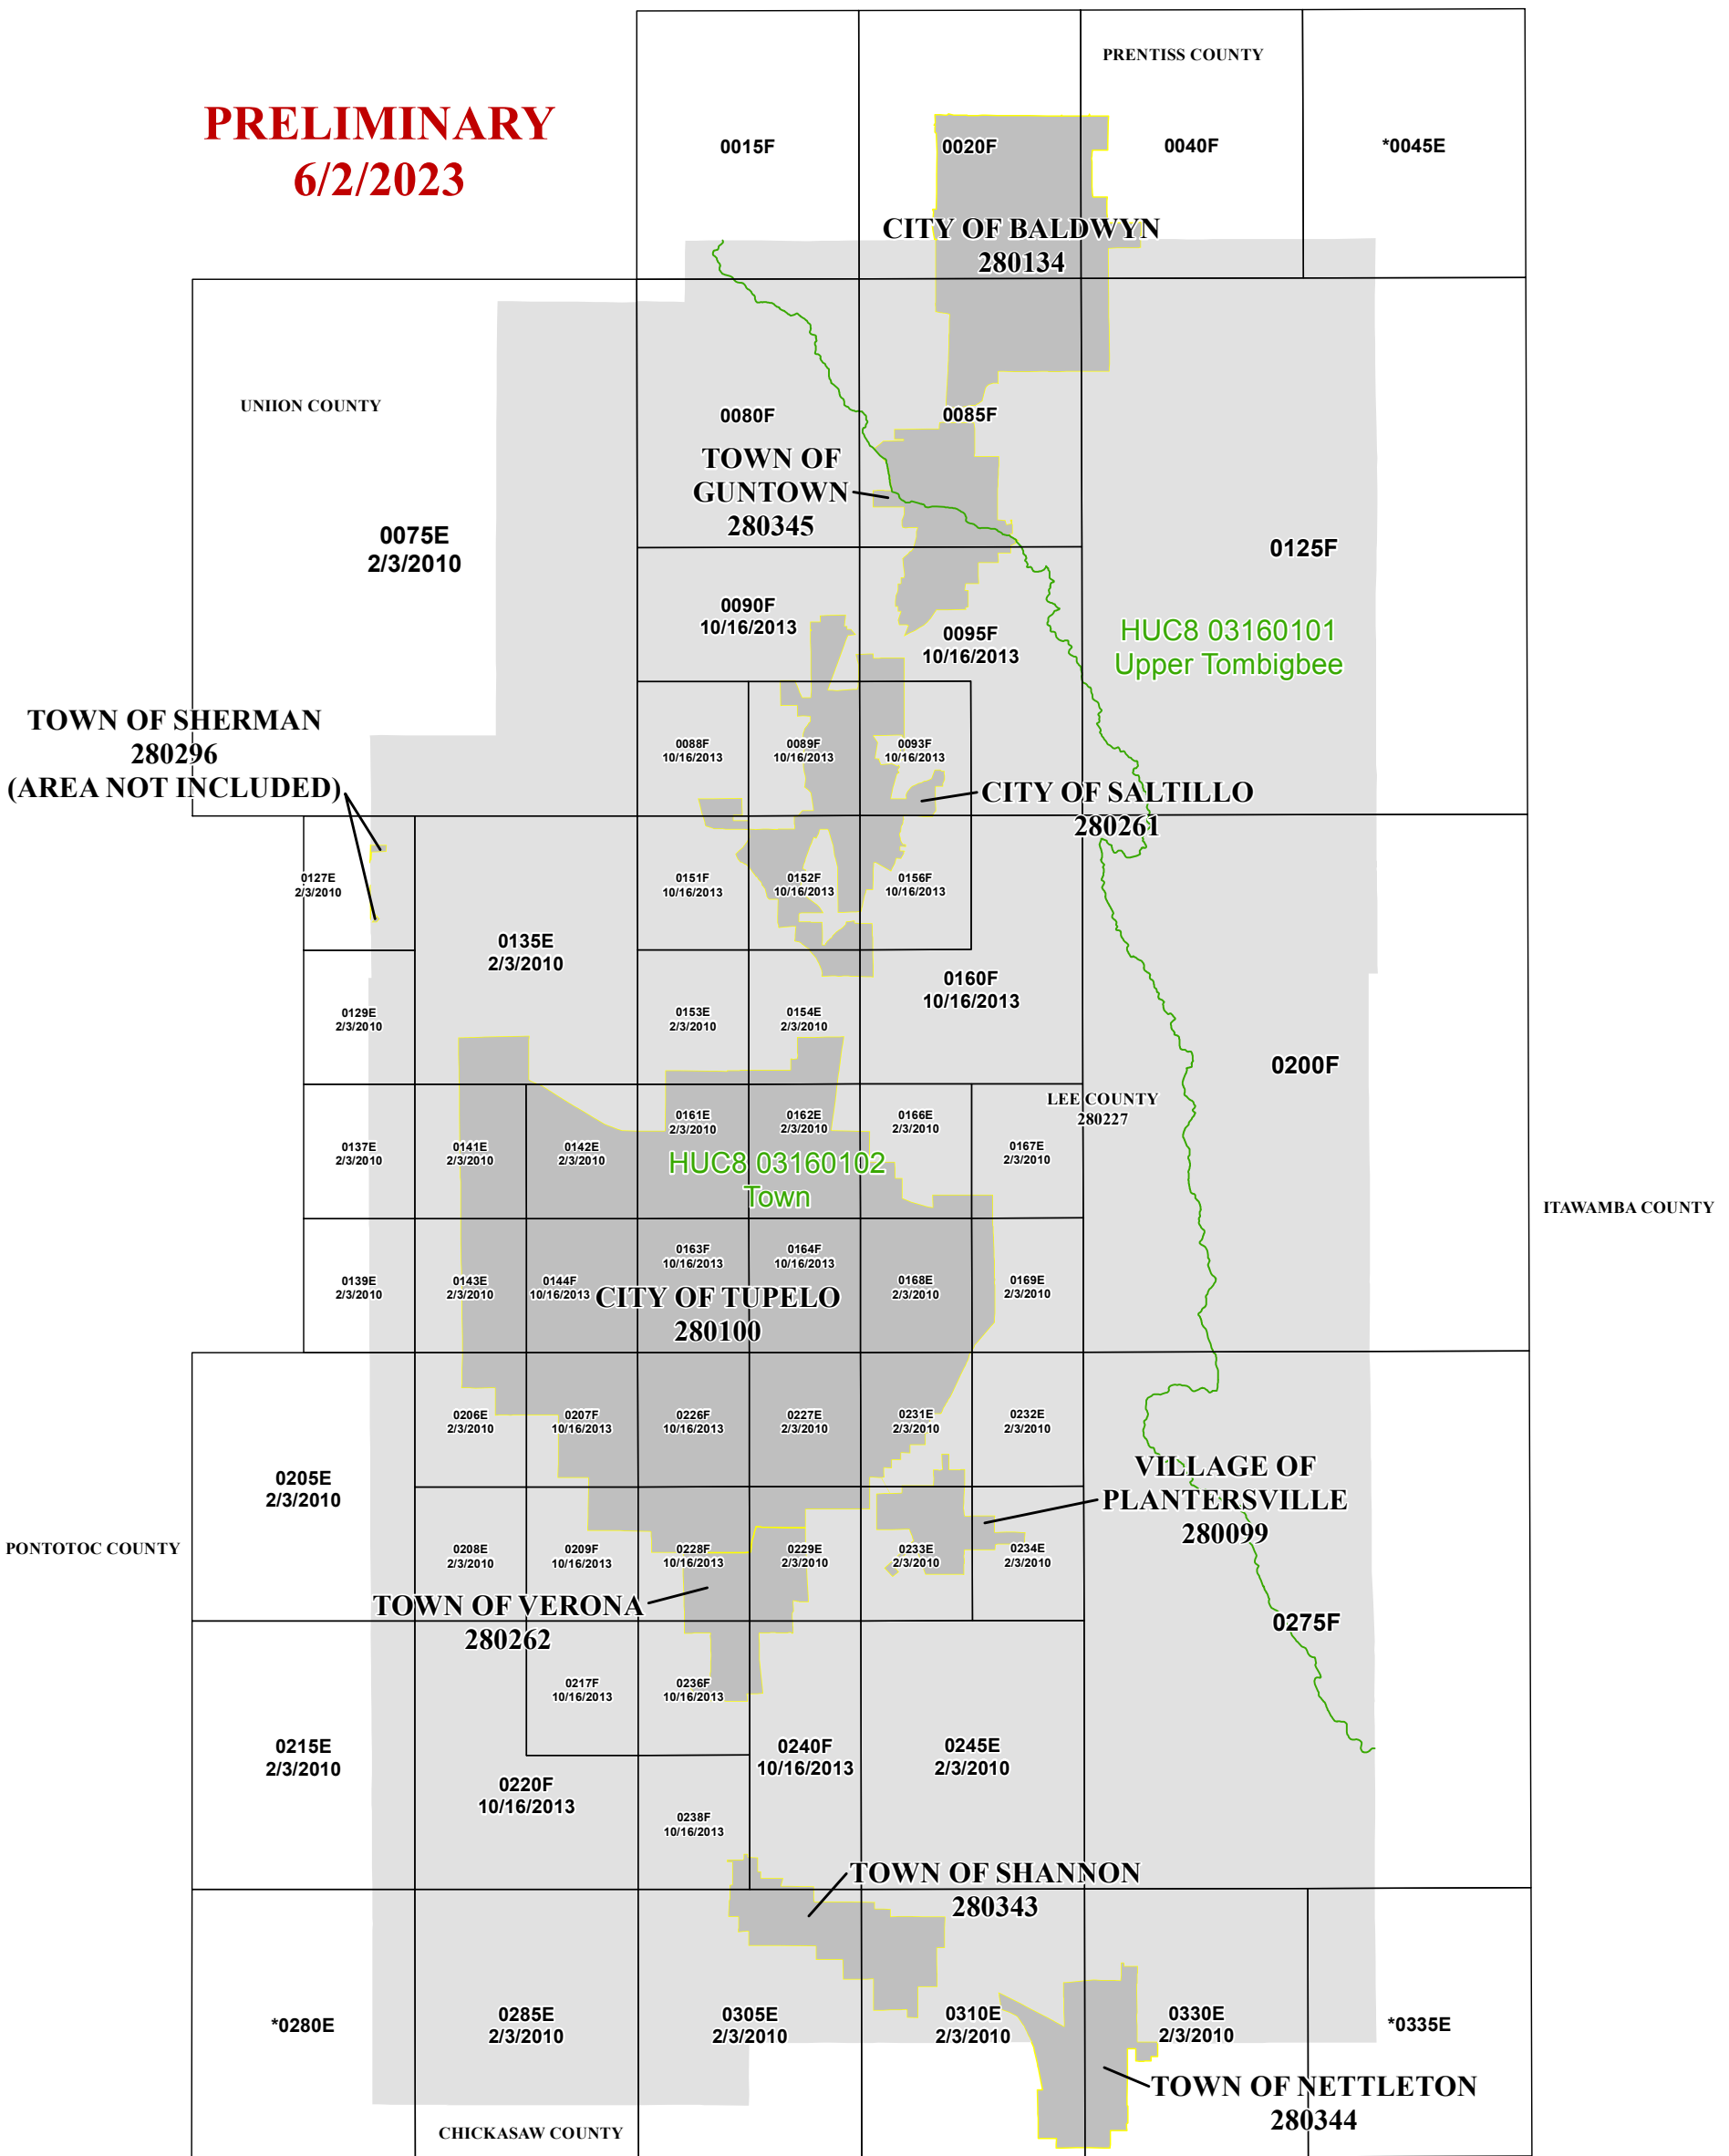 PRELIMINARY
6/2/2023
PRENTISS COUNTY
0015F
0020F
0040F
*0045E
CITY OF BALDWYN
280134
UNIION COUNTY
0080F
0085F
TOWN OF
GUNTOWN
280345
0075E
2/3/2010
0125F
0090F
10/16/2013
0095F
10/16/2013
HUC8 03160101
Upper Tombigbee
TOWN OF SHERMAN
280296
(AREA NOT INCLUDED)
0088F
10/16/2013
0089F
10/16/2013
0093F
10/16/2013
CITY OF SALTILLO
280261
0127E
2/3/2010
0151F
10/16/2013
0152F
10/16/2013
0156F
10/16/2013
0135E
2/3/2010
0160F
10/16/2013
0129E
2/3/2010
0153E
2/3/2010
0154E
2/3/2010
0200F
LEE COUNTY
280227
0137E
2/3/2010
0141E
2/3/2010
0142E
2/3/2010
0161E
2/3/2010
0162E
2/3/2010
0166E
2/3/2010
0167E
2/3/2010
HUC8 03160102
Town
ITAWAMBA COUNTY
0139E
2/3/2010
0143E
2/3/2010
0144F
10/16/2013
0163F
10/16/2013
0164F
10/16/2013
0168E
2/3/2010
0169E
2/3/2010
CITY OF TUPELO
280100
0205E
2/3/2010
0206E
2/3/2010
0207F
10/16/2013
0226F
10/16/2013
0227E
2/3/2010
0231E
2/3/2010
0232E
2/3/2010
VILLAGE OF
PLANTERSVILLE
280099
PONTOTOC COUNTY
0208E
2/3/2010
0209F
10/16/2013
0228F
10/16/2013
0229E
2/3/2010
0233E
2/3/2010
0234E
2/3/2010
TOWN OF VERONA
280262
0275F
0217F
10/16/2013
0236F
10/16/2013
0215E
2/3/2010
0220F
10/16/2013
0240F
10/16/2013
0245E
2/3/2010
0238F
10/16/2013
TOWN OF SHANNON
280343
*0280E
0285E
2/3/2010
0305E
2/3/2010
0310E
2/3/2010
0330E
2/3/2010
*0335E
TOWN OF NETTLETON
280344
CHICKASAW COUNTY